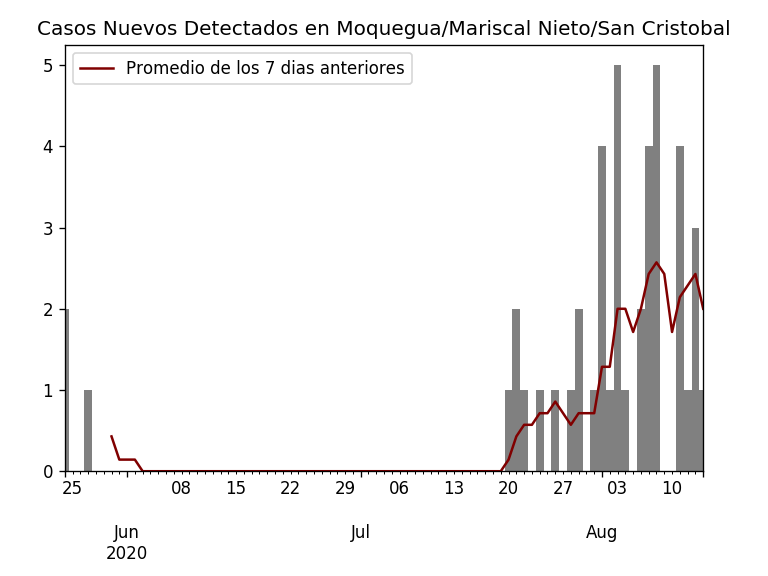 Casos Nuevos Detectados en Moquegua/Mariscal Nieto/San Cristobal
Promedio de los 7 dias anteriores
5
4
3
2
1
0
25 08 15 22 29 06 13 20 27 03 10
Jun Jul Aug
2020